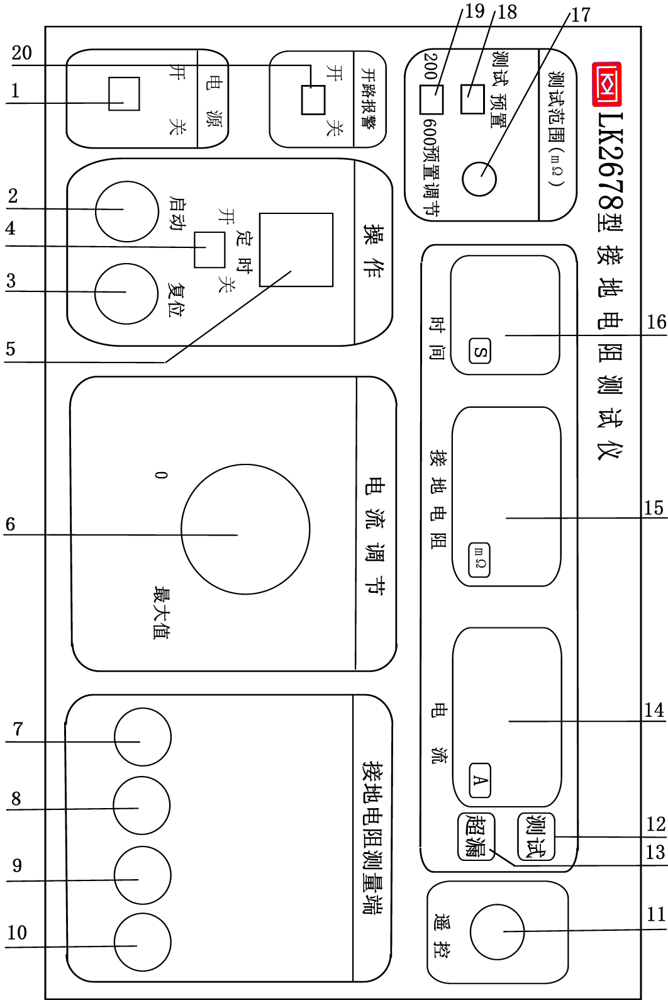 LK2678型接地电阻测试仪
19
18
17
测试范围(mΩ)
测试 预置
200
600预置调节
20
开路报警
开
关
1
电 源
开
关
2
4
3
5
操 作
启动
复位
开
定时
关
16
时 间
S
15
接地电阻
mΩ
14
电 流
A
12
测试
13
超漏
11
遥控
6
电流调节
0
最大值
7
8
9
10
接地电阻测量端